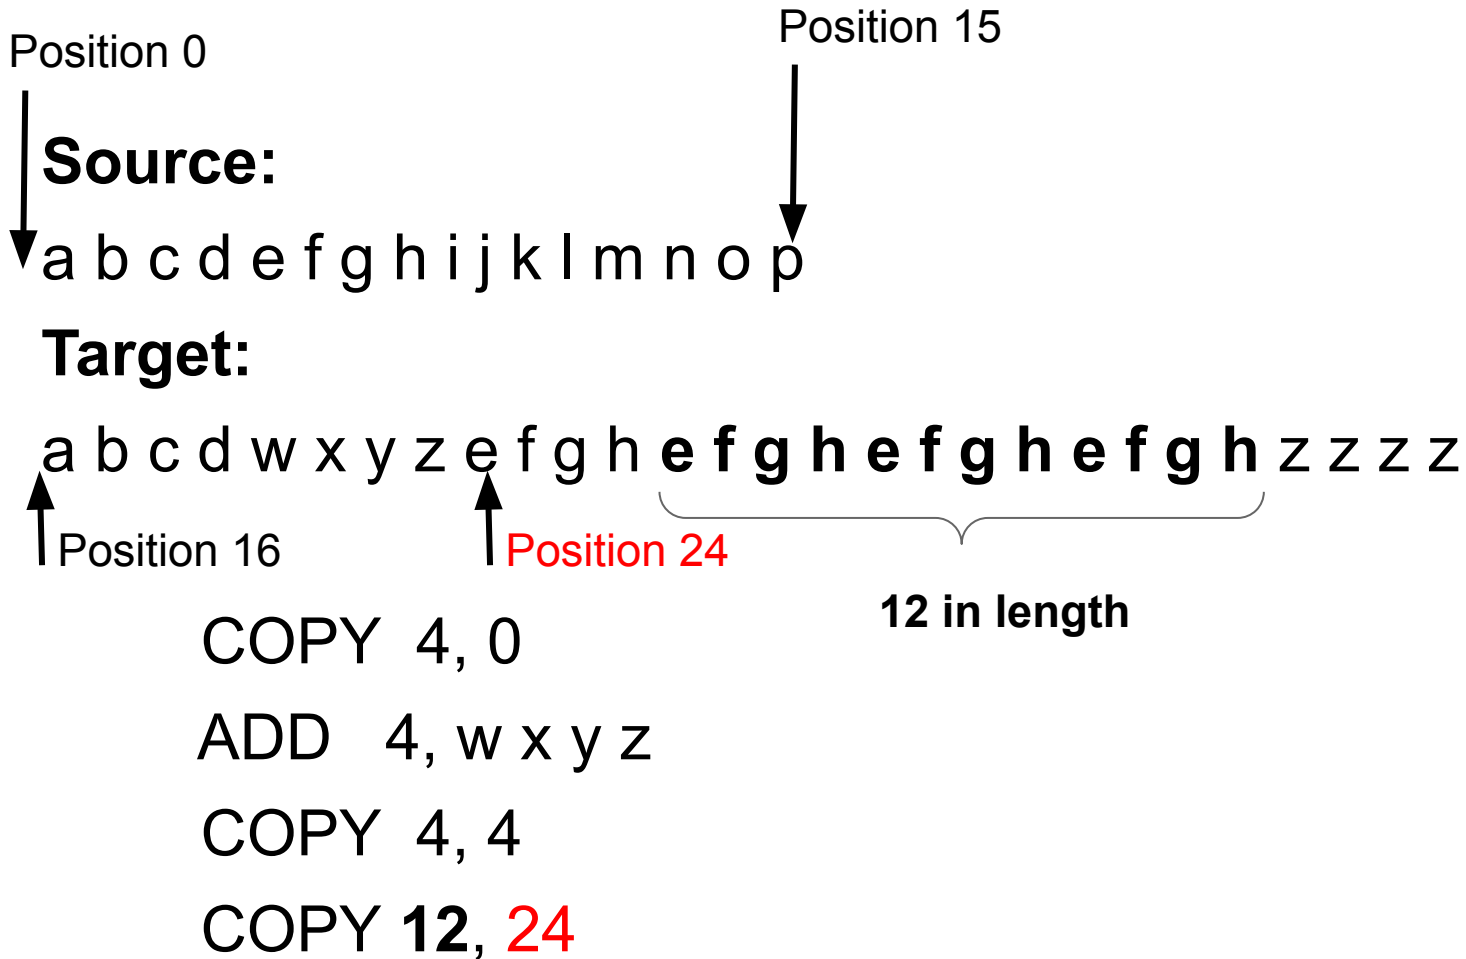 Position 0
Position 15
Source:
a b c d e f g h i j k l m n o p
Target:
a b c d w x y z e f g h e f g h e f g h e f g h z z z z
Position 16
Position 24
12 in length
COPY 4, 0
ADD 4, w x y z
COPY 4, 4
COPY 12, 24